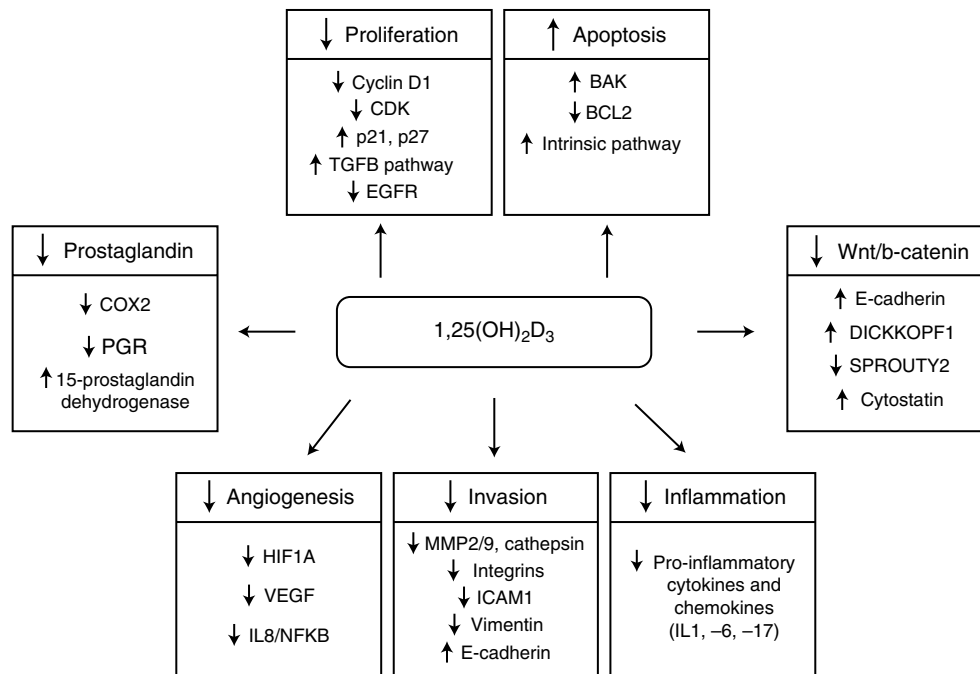 ↓ Proliferation
↓ Cyclin D1
↓ CDK
↑ p21, p27
↑ TGFB pathway
↓ EGFR
↑ Apoptosis
↑ BAK
↓ BCL2
↑ Intrinsic pathway
↓ Prostaglandin
↓ COX2
↓ PGR
↑ 15-prostaglandin
dehydrogenase
1,25(OH)₂D₃
↓ Wnt/b-catenin
↑ E-cadherin
↑ DICKKOPF1
↓ SPROUTY2
↑ Cytostatin
↓ Angiogenesis
↓ HIF1A
↓ VEGF
↓ IL8/NFKB
↓ Invasion
↓ MMP2/9, cathepsin
↓ Integrins
↓ ICAM1
↓ Vimentin
↑ E-cadherin
↓ Inflammation
↓ Pro-inflammatory
cytokines and
chemokines
(IL1, –6, –17)